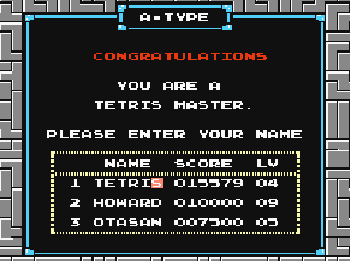 A-TYPE
CONGRATULATIONS
YOU ARE A
TETRIS MASTER.
PLEASE ENTER YOUR NAME
NAME SCORE LV
1 TETRIS 015579 04
2 HOWARD 010000 09
3 OTASAN 007500 05